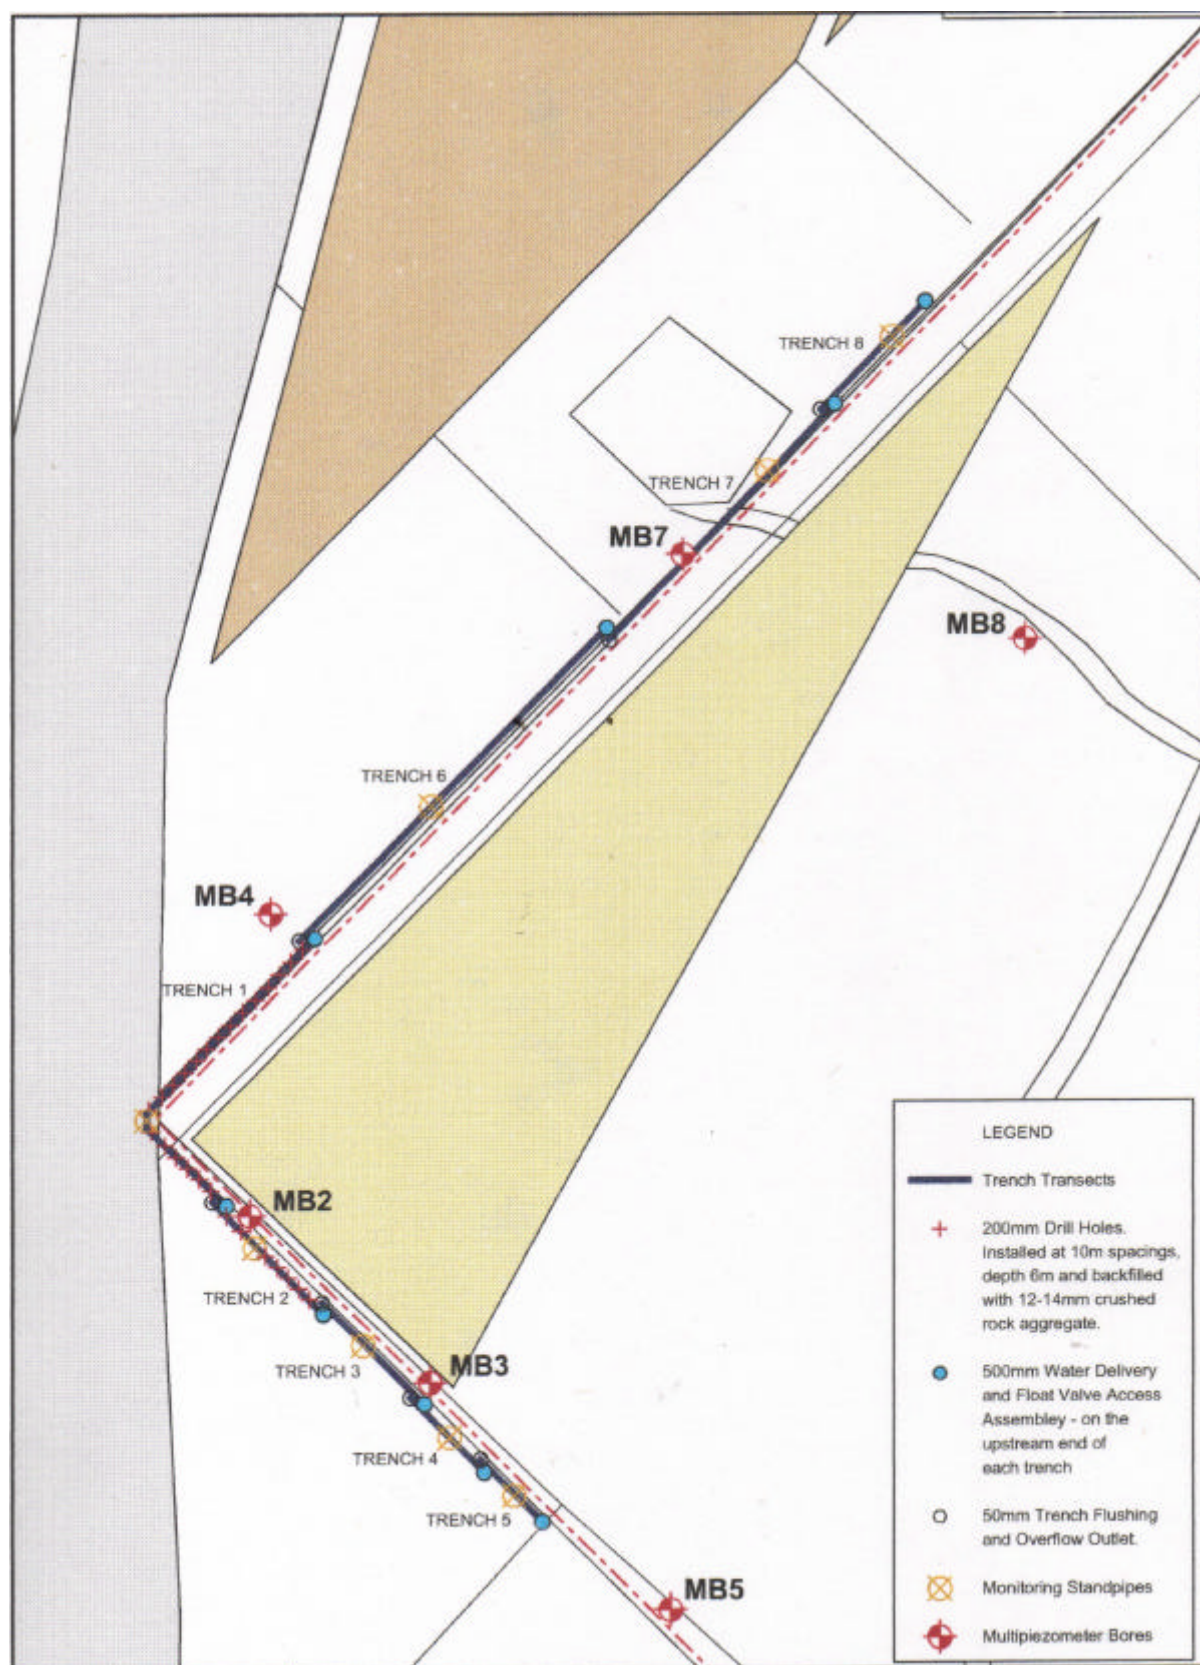 TRENCH 8
TRENCH 7
MB7
MB8
TRENCH 6
MB4
TRENCH 1
MB2
TRENCH 2
MB3
TRENCH 3
TRENCH 4
TRENCH 5
MB5
LEGEND
Trench Transects
200mm Drill Holes.
Installed at 10m spacings,
depth 6m and backfilled
with 12-14mm crushed
rock aggregate.
500mm Water Delivery
and Float Valve Access
Assembley - on the
upstream end of
each trench
50mm Trench Flushing
and Overflow Outlet.
Monitoring Standpipes
Multipiezometer Bores